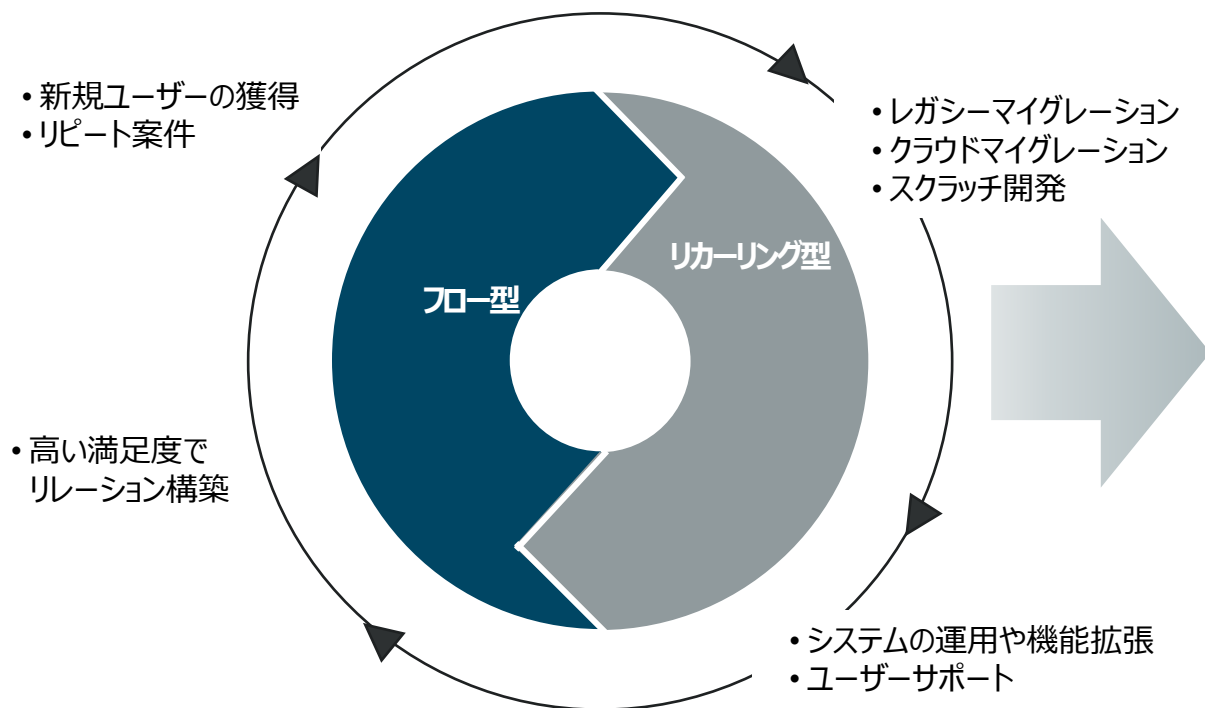 • 新規ユーザーの獲得
• リピート案件
• レガシーマイグレーション
• クラウドマイグレーション
• スクラッチ開発
リカーリング型
フロー型
• 高い満足度で
リレーション構築
• システムの運用や機能拡張
• ユーザーサポート